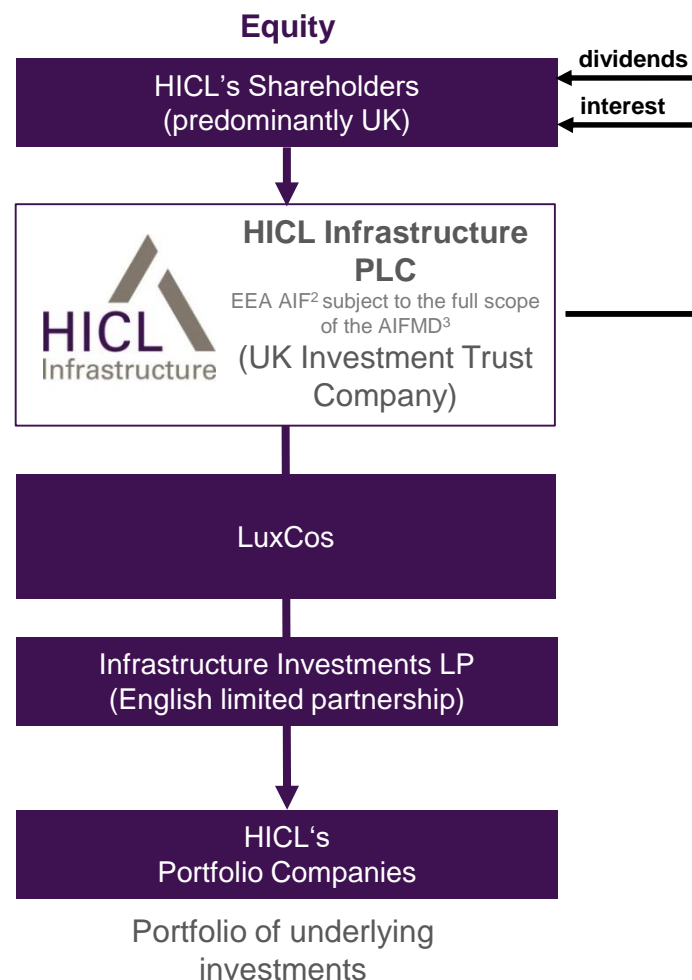 Equity
dividends
HICL’s Shareholders
(predominantly UK)
interest
HICL
Infrastructure
HICL Infrastructure
PLC
EEA AIF² subject to the full scope
of the AIFMD³
(UK Investment Trust
Company)
LuxCos
Infrastructure Investments LP
(English limited partnership)
HICL‘s
Portfolio Companies
Portfolio of underlying
investments